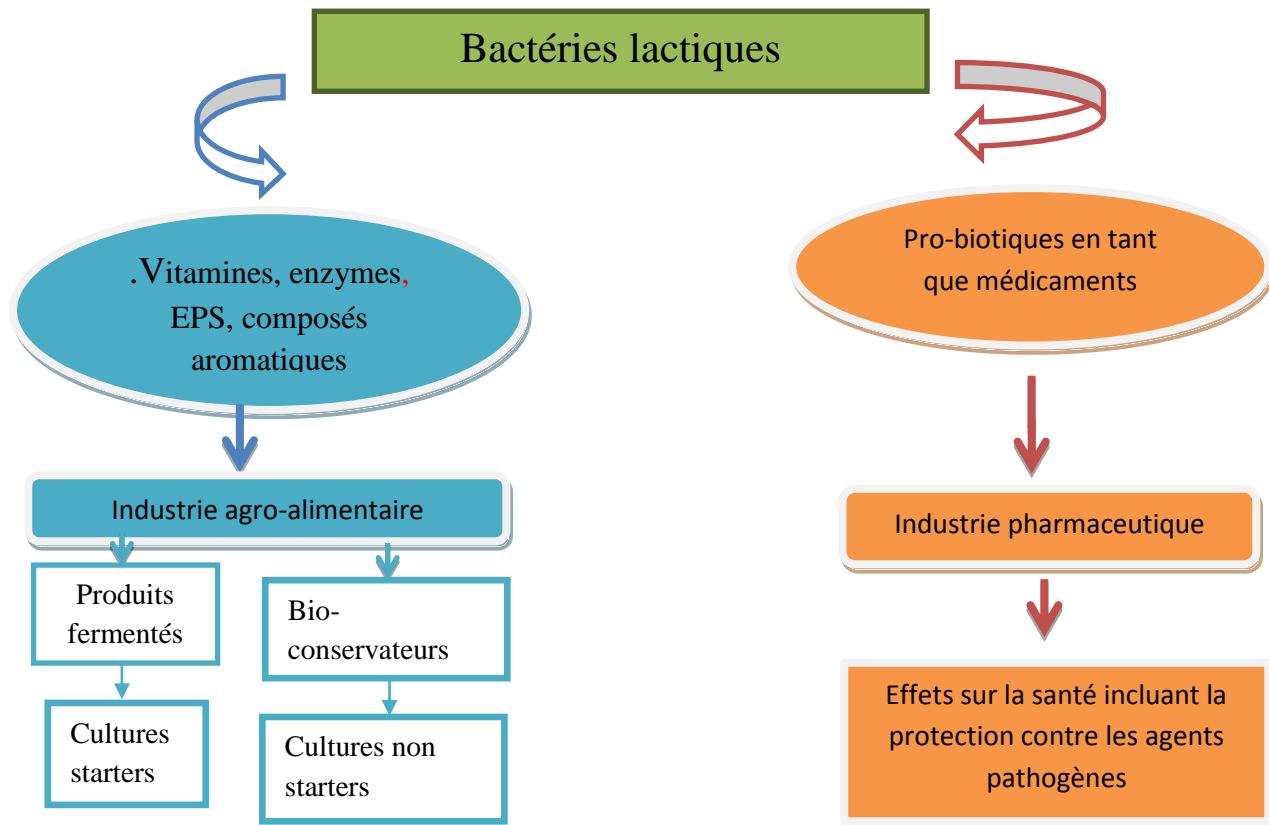 Bactéries lactiques
.Vitamines, enzymes,
EPS, composés
aromatiques
Industrie agro-alimentaire
Produits
fermentés
Cultures
starters
Bio-
conservateurs
Cultures non
starters
Pro-biotiques en tant
que médicaments
Industrie pharmaceutique
Effets sur la santé incluant la
protection contre les agents
pathogènes